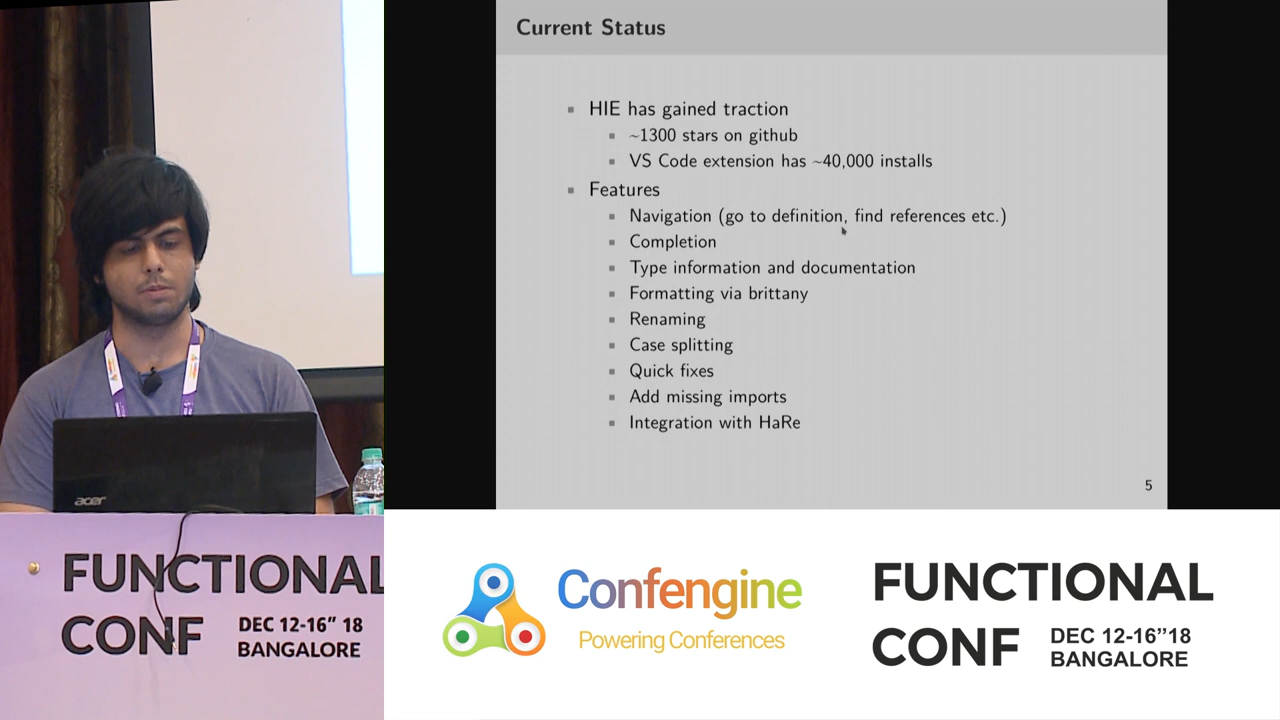 Current Status
HIE has gained traction
~1300 stars on github
VS Code extension has ~40,000 installs
Features
Navigation (go to definition, find references etc.)
Completion
Type information and documentation
Formatting via brittany
Renaming
Case splitting
Quick fixes
Add missing imports
Integration with HaRe
5
acer
FUNCTIONAL
CONF
DEC 12-16" 18
BANGALORE
Confengine
Powering Conferences
FUNCTIONAL
CONF
DEC 12-16"18
BANGALORE